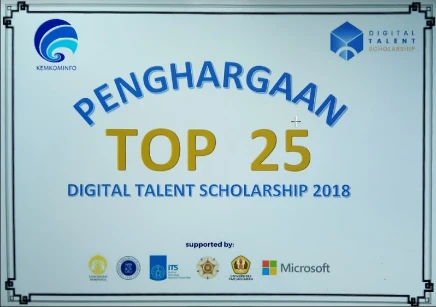 KEMKOMINFO
DIGITAL
TALENT
SCHOLARSHIP
PENGHARGAAN
TOP 25
DIGITAL TALENT SCHOLARSHIP 2018
supported by:
ITS
Microsoft